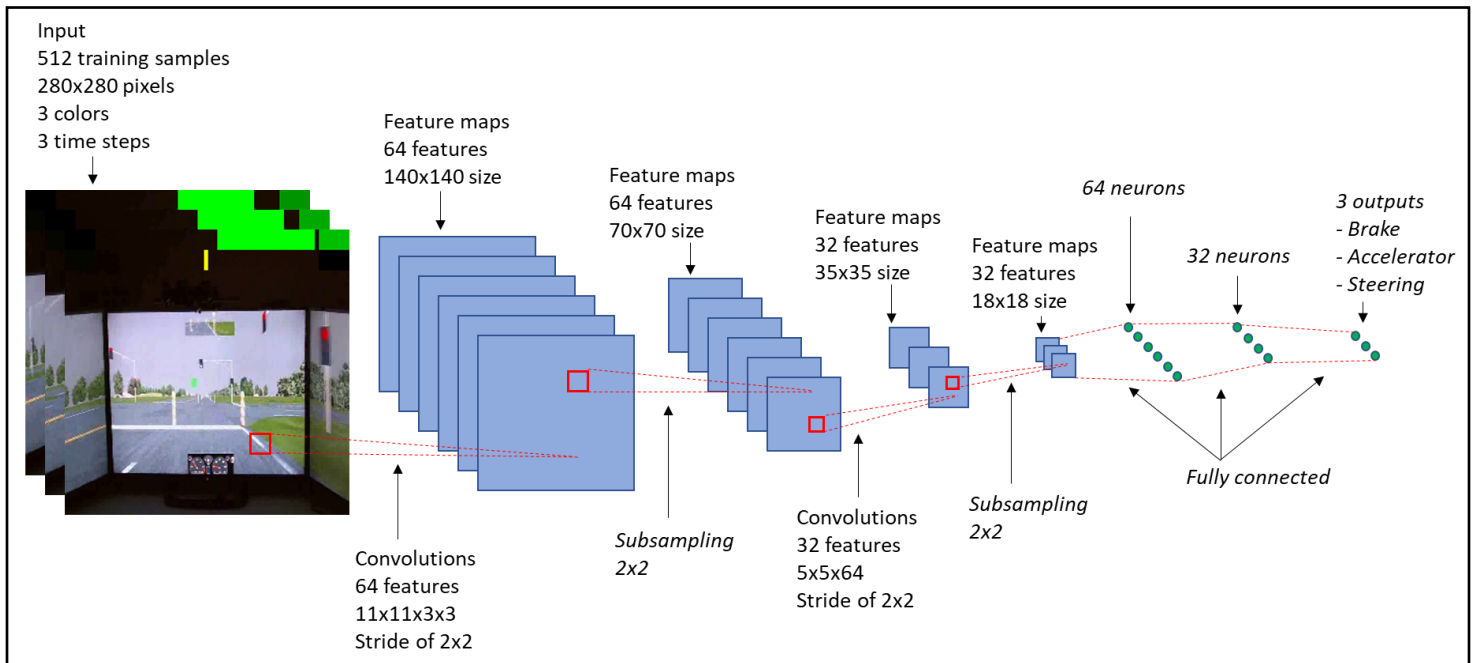 Input
512 training samples
280x280 pixels
3 colors
3 time steps
Feature maps
64 features
140x140 size
Feature maps
64 features
70x70 size
Feature maps
32 features
35x35 size
Feature maps
32 features
18x18 size
64 neurons
32 neurons
3 outputs
- Brake
- Accelerator
- Steering
Convolutions
64 features
11x11x3x3
Stride of 2x2
Subsampling
2x2
Convolutions
32 features
5x5x64
Stride of 2x2
Subsampling
2x2
Fully connected